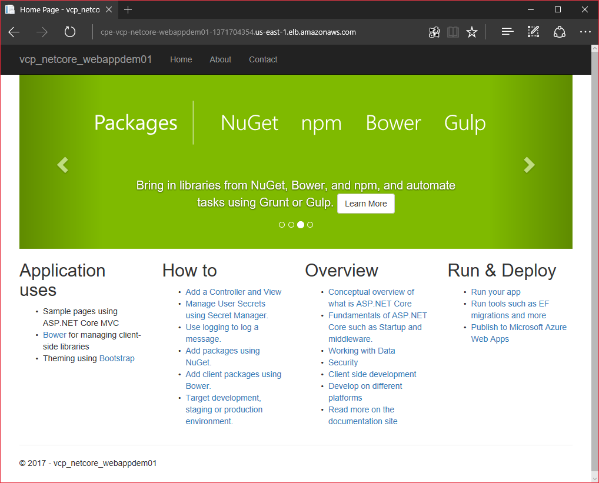 Home Page - vcp_netco
cpe-vcp-netcore-webappdem01-1371704354.us-east-1.elb.amazonaws.com
vcp_netcore_webappdem01 Home About Contact
Packages NuGet npm Bower Gulp
Bring in libraries from NuGet, Bower, and npm, and automate
tasks using Grunt or Gulp. Learn More
Application
uses
Sample pages using
ASP.NET Core MVC
Bower for managing client-
side libraries
Theming using Bootstrap
How to
Add a Controller and View
Manage User Secrets
using Secret Manager.
Use logging to log a
message.
Add packages using
NuGet.
Add client packages using
Bower.
Target development,
staging or production
environment.
Overview
Conceptual overview of
what is ASP.NET Core
Fundamentals of ASP.NET
Core such as Startup and
middleware.
Working with Data
Security
Client side development
Develop on different
platforms
Read more on the
documentation site
Run & Deploy
Run your app
Run tools such as EF
migrations and more
Publish to Microsoft Azure
Web Apps
© 2017 - vcp_netcore_webappdem01